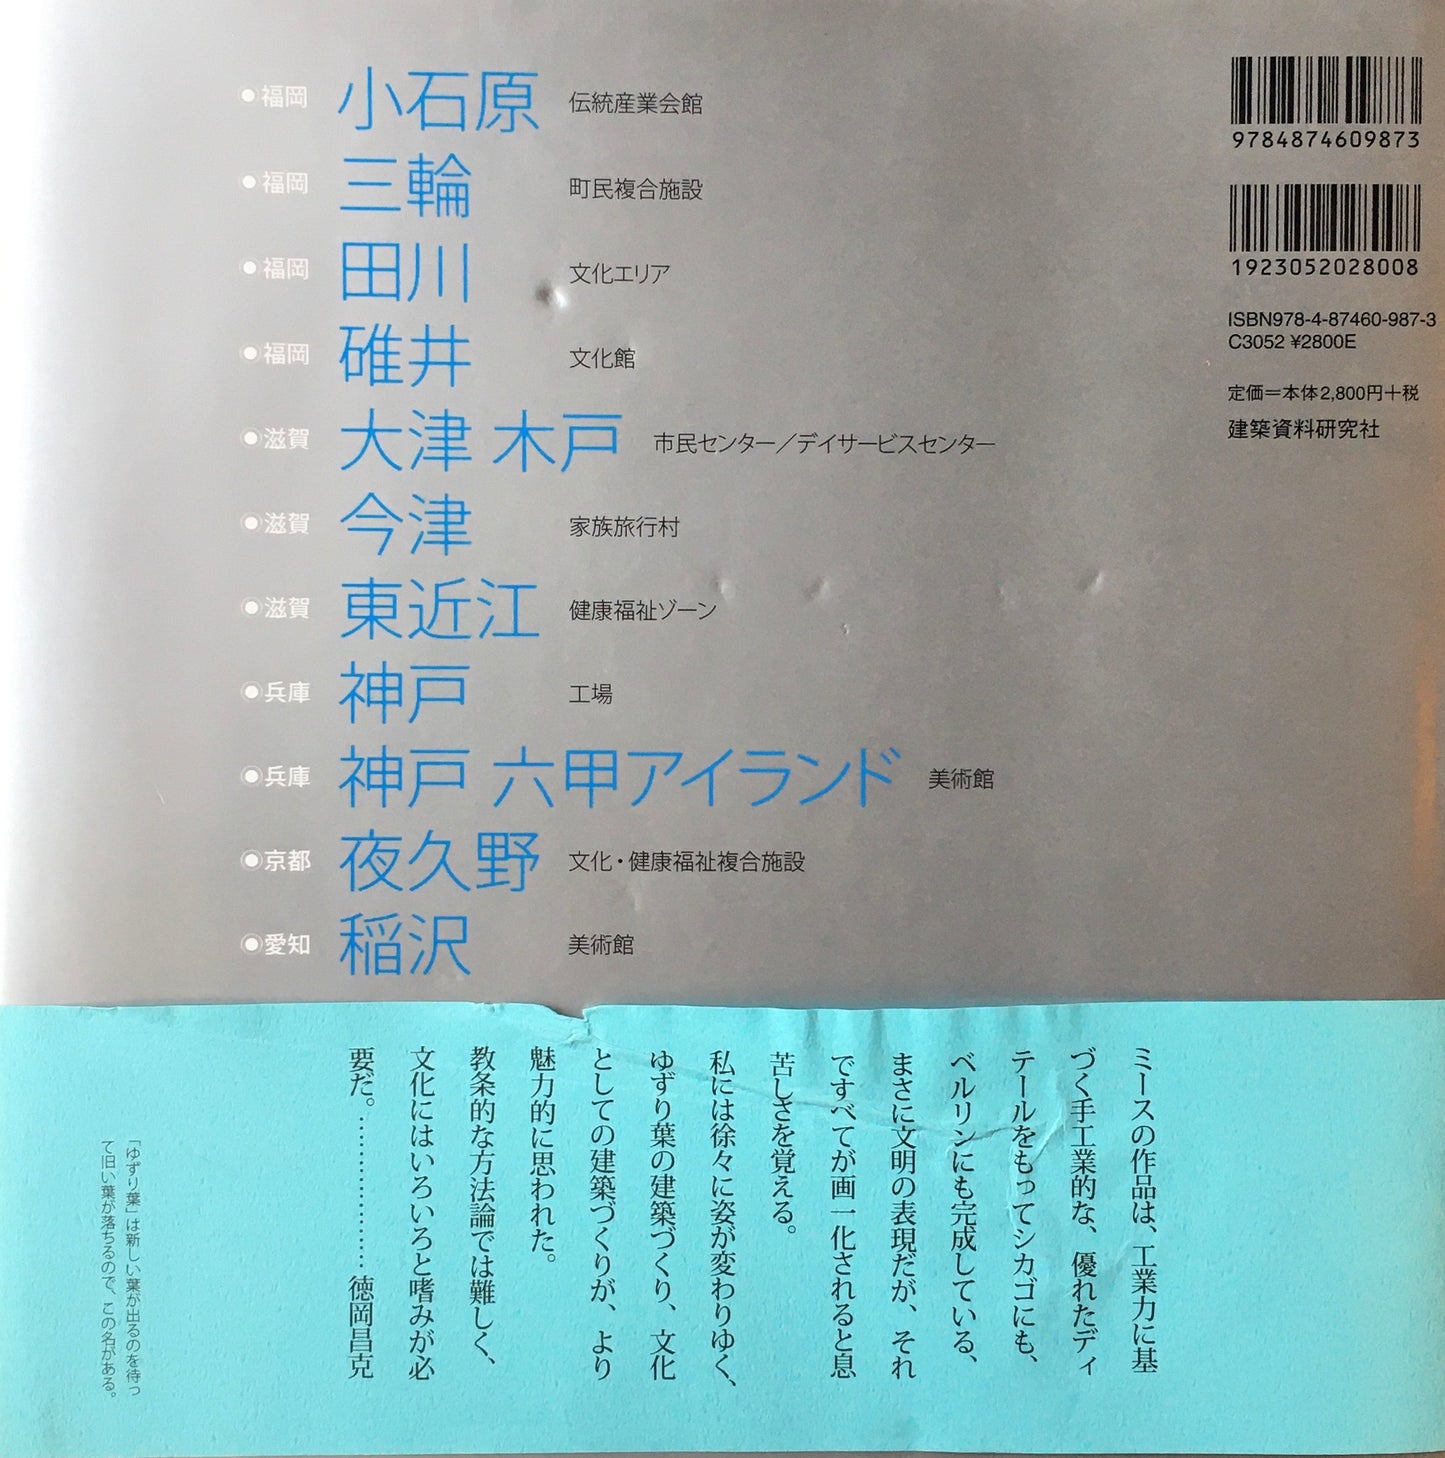 ●福岡 小石原 伝統産業会館
●福岡 三輪 町民複合施設
●福岡 田川 文化エリア
●福岡 碓井 文化館
●滋賀 大津 木戸 市民センター／デイサービスセンター
●滋賀 今津 家族旅行村
●滋賀 東近江 健康福祉ゾーン
●兵庫 神戸 工場
●兵庫 神戸 六甲アイランド 美術館
●京都 夜久野 文化・健康福祉複合施設
●愛知 稲沢 美術館
9784874609873
1923052028008
ISBN978-4-87460-987-3
C3052 ¥2800E
定価＝本体2,800円＋税
建築資料研究社
ミースの作品は、工業力に基
づく手工業的な、優れたディ
テールをもってシカゴにも、
ベルリンにも完成している、
まさに文明の表現だが、それ
ですべてが画一化されると息
苦しさを覚える。
私には徐々に姿が変わりゆく、
ゆずり葉の建築づくり、文化
としての建築づくりが、より
魅力的に思われた。
教条的な方法論では難しく、
文化にはいろいろと嗜みが必
要だ。………………徳岡昌克
「ゆずり葉」は新しい葉が出るのを待っ
て旧い葉が落ちるので、この名がある。